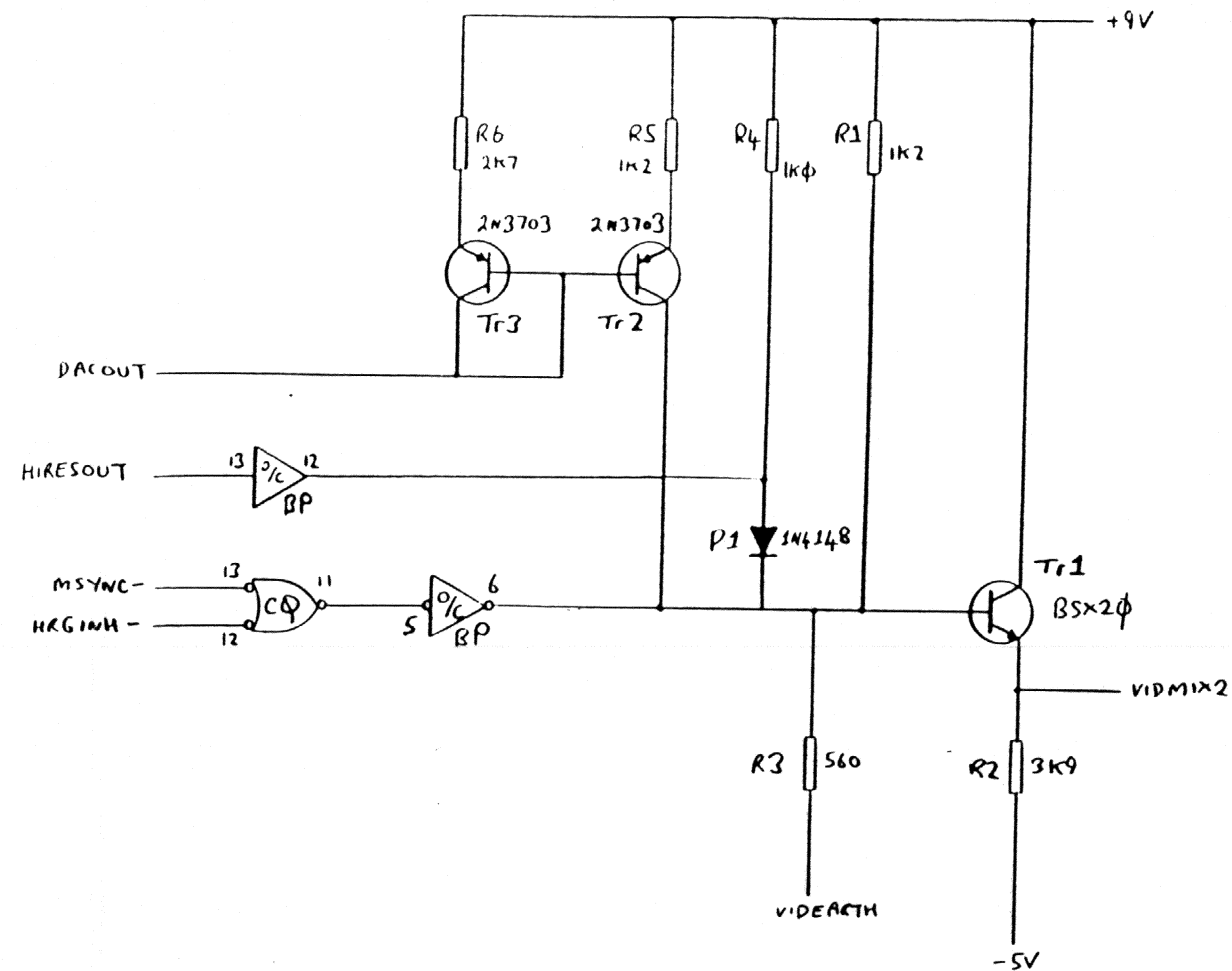 +9V
R6
2K7
R5
1K2
R4
1Kϕ
R1
1K2
2N3703
2N3703
Tr3
Tr2
DACOUT
HIRESOUT
13
O/C
12
BP
D1
1N4148
MSYNC-
13
HRGINH-
12
CϕQ
11
5
O/C
6
BP
Tr1
BSX2ϕ
VIDMIX2
R3
560
R2
3K9
VIDEARTH
-5V